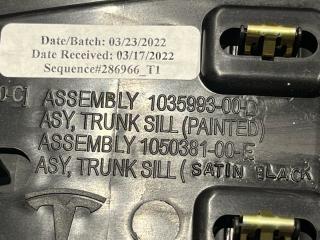 Date/Batch: 03/23/2022
Date Received: 03/17/2022
Sequence#286966_T1
ASSEMBLY 1035993-00-D
ASY, TRUNK SILL (PAINTED)
ASSEMBLY 1050381-00-E
ASY, TRUNK SILL ( SATIN BLACK